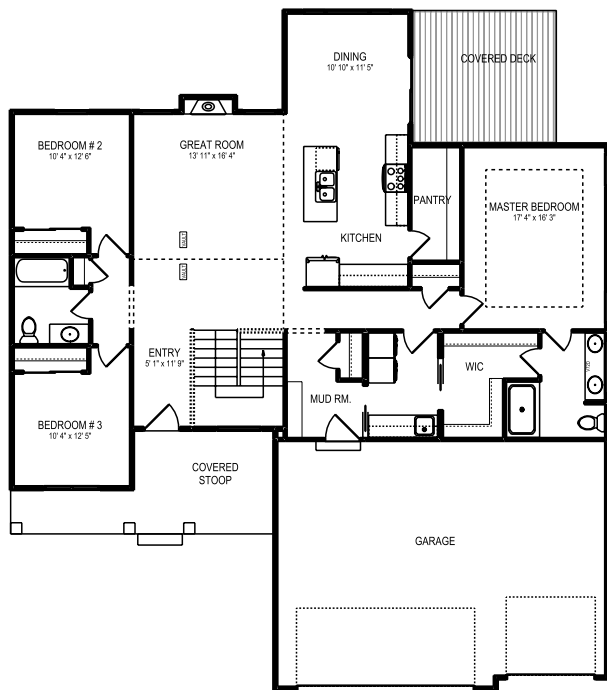 DINING
10' 10" x 11' 5"
COVERED DECK
BEDROOM # 2
10' 4" x 12' 6"
GREAT ROOM
13' 11" x 16' 4"
PANTRY
MASTER BEDROOM
17' 4" x 16' 3"
KITCHEN
VAULT
VAULT
ENTRY
5' 1" x 11' 9"
WIC
MUD RM.
BEDROOM # 3
10' 4" x 12' 5"
COVERED
STOOP
GARAGE